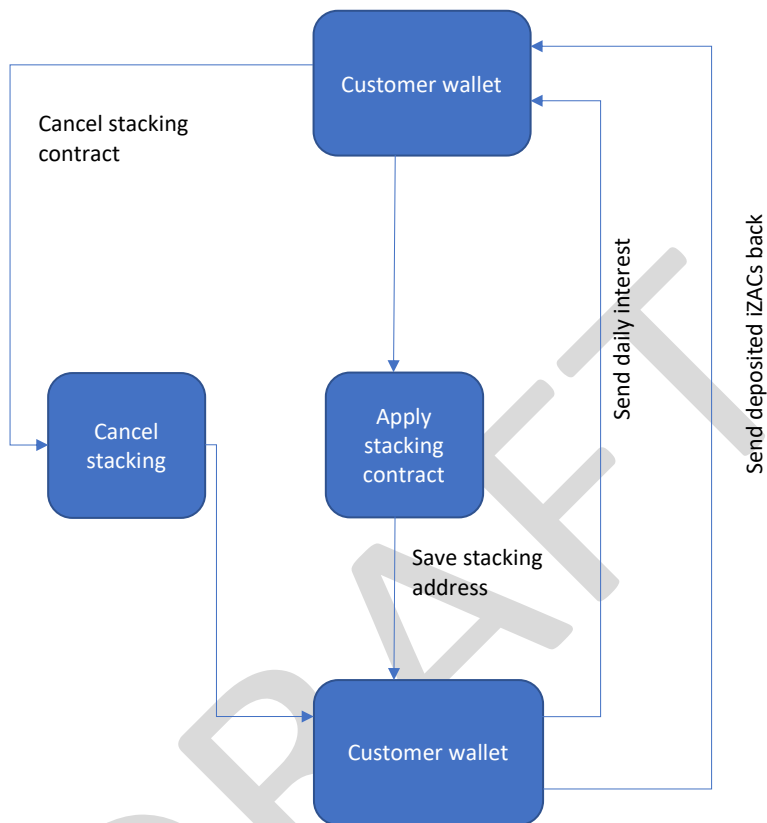 Customer wallet
Cancel stacking
contract
Send daily interest
Send deposited iZACs back
Cancel
stacking
Apply
stacking
contract
Save stacking
address
Customer wallet
DRAFT